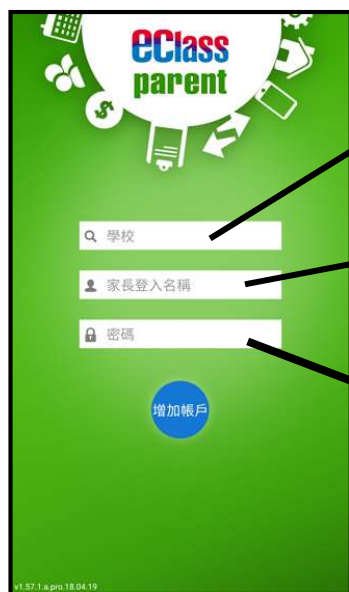 eClass
parent
學校
家長登入名稱
密碼
增加帳戶
v1.57.1.a.pro.18.04.19